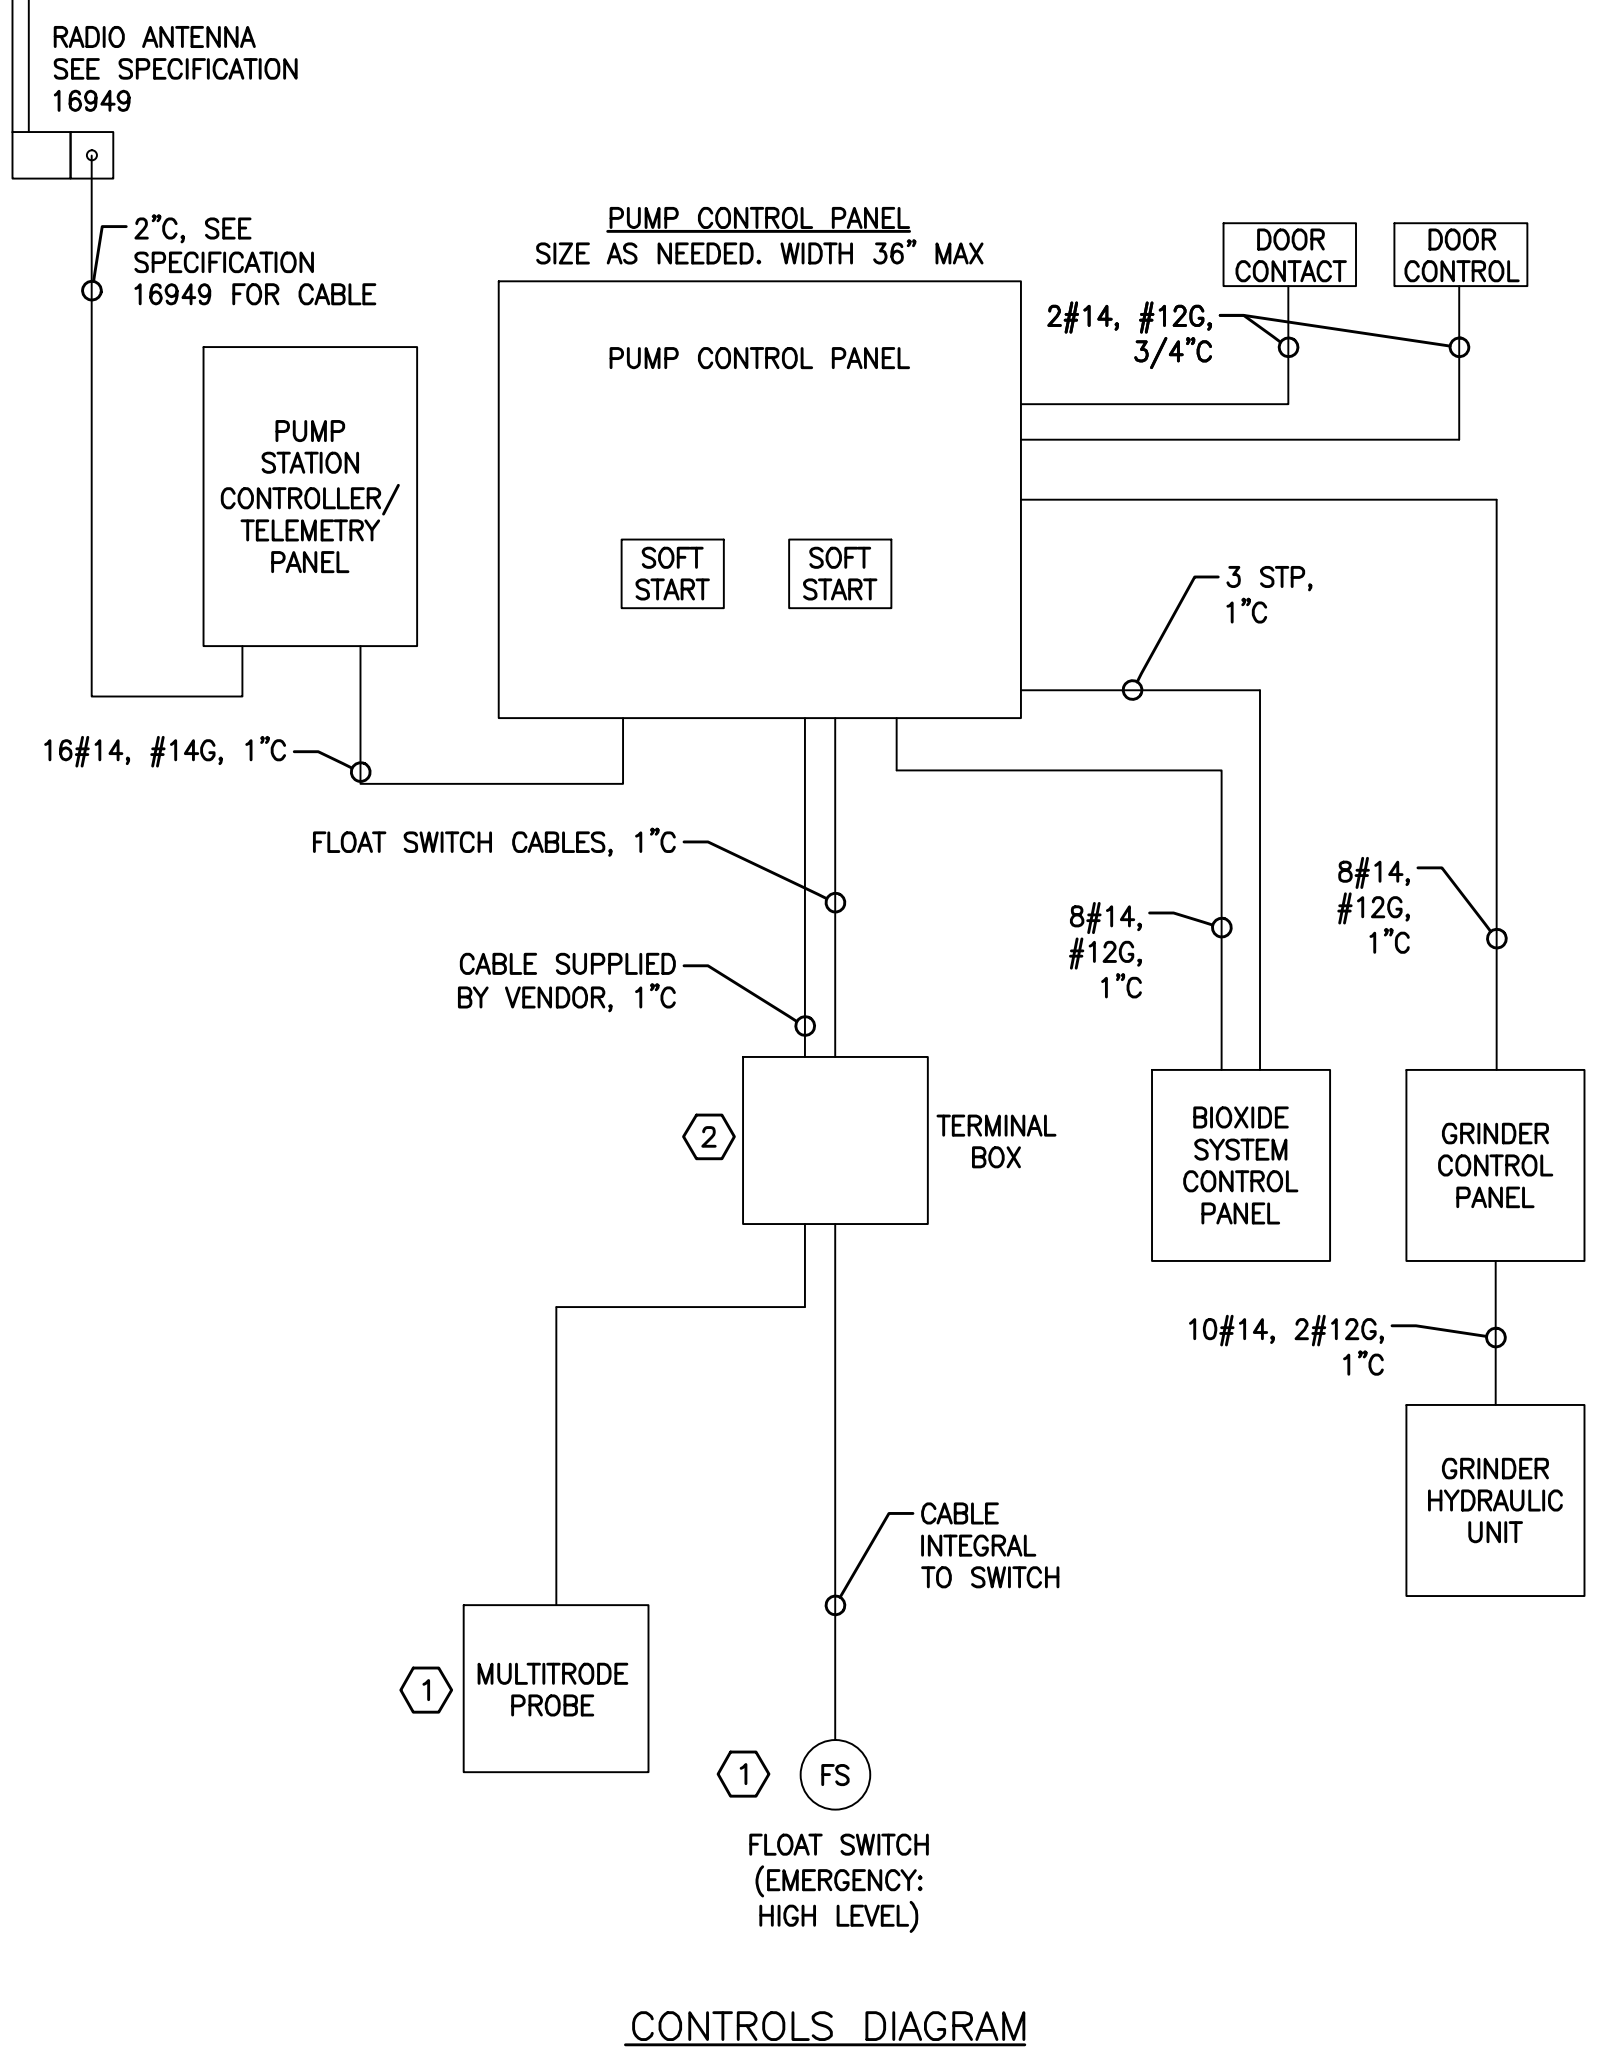 RADIO ANTENNA
SEE SPECIFICATION
16949
2"C, SEE
SPECIFICATION
16949 FOR CABLE
PUMP CONTROL PANEL
SIZE AS NEEDED. WIDTH 36" MAX
PUMP CONTROL PANEL
DOOR
CONTACT
DOOR
CONTROL
2#14, #12G,
3/4"C
PUMP
STATION
CONTROLLER/
TELEMETRY
PANEL
SOFT
START
SOFT
START
3 STP,
1"C
16#14, #14G, 1"C
FLOAT SWITCH CABLES, 1"C
CABLE SUPPLIED
BY VENDOR, 1"C
8#14,
#12G,
1"C
8#14,
#12G,
1"C
2
TERMINAL
BOX
BIOXIDE
SYSTEM
CONTROL
PANEL
GRINDER
CONTROL
PANEL
10#14, 2#12G,
1"C
GRINDER
HYDRAULIC
UNIT
CABLE
INTEGRAL
TO SWITCH
1
MULTITRODE
PROBE
1
FS
FLOAT SWITCH
(EMERGENCY:
HIGH LEVEL)
CONTROLS DIAGRAM